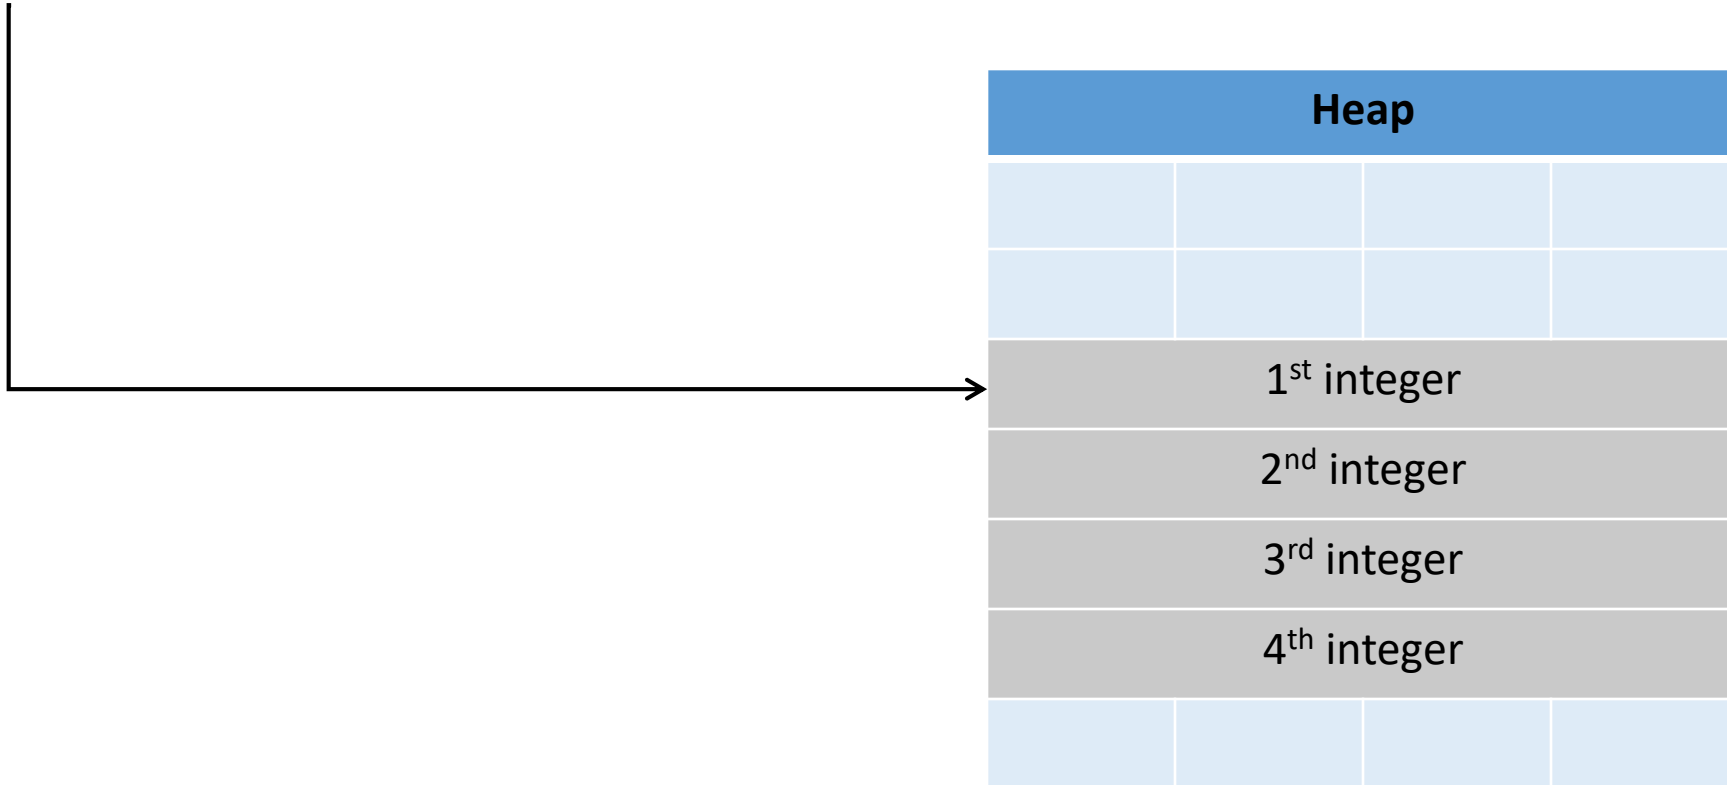 Heap
1st integer
2nd integer
3rd integer
4th integer